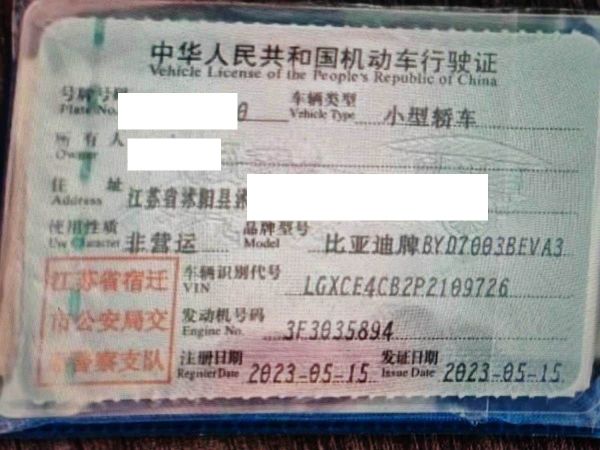 中华人民共和国机动车行驶证
Vehicle License of the People's Republic of China
号牌号码 车辆类型 小型轿车
Plate No. 0 Vehicle Type
所有人
Owner
住址 江苏省沭阳县沭
Address
使用性质 非营运 品牌型号 比亚迪牌BYD7003BEVA3
Use Character Model
江苏省宿迁 车辆识别代号 LGXCE4CB2P2109726
VIN
市公安局交 发动机号码 3F3035894
Engine No.
警察支队 注册日期 2023-05-15 发证日期 2023-05-15
Register Date Issue Date